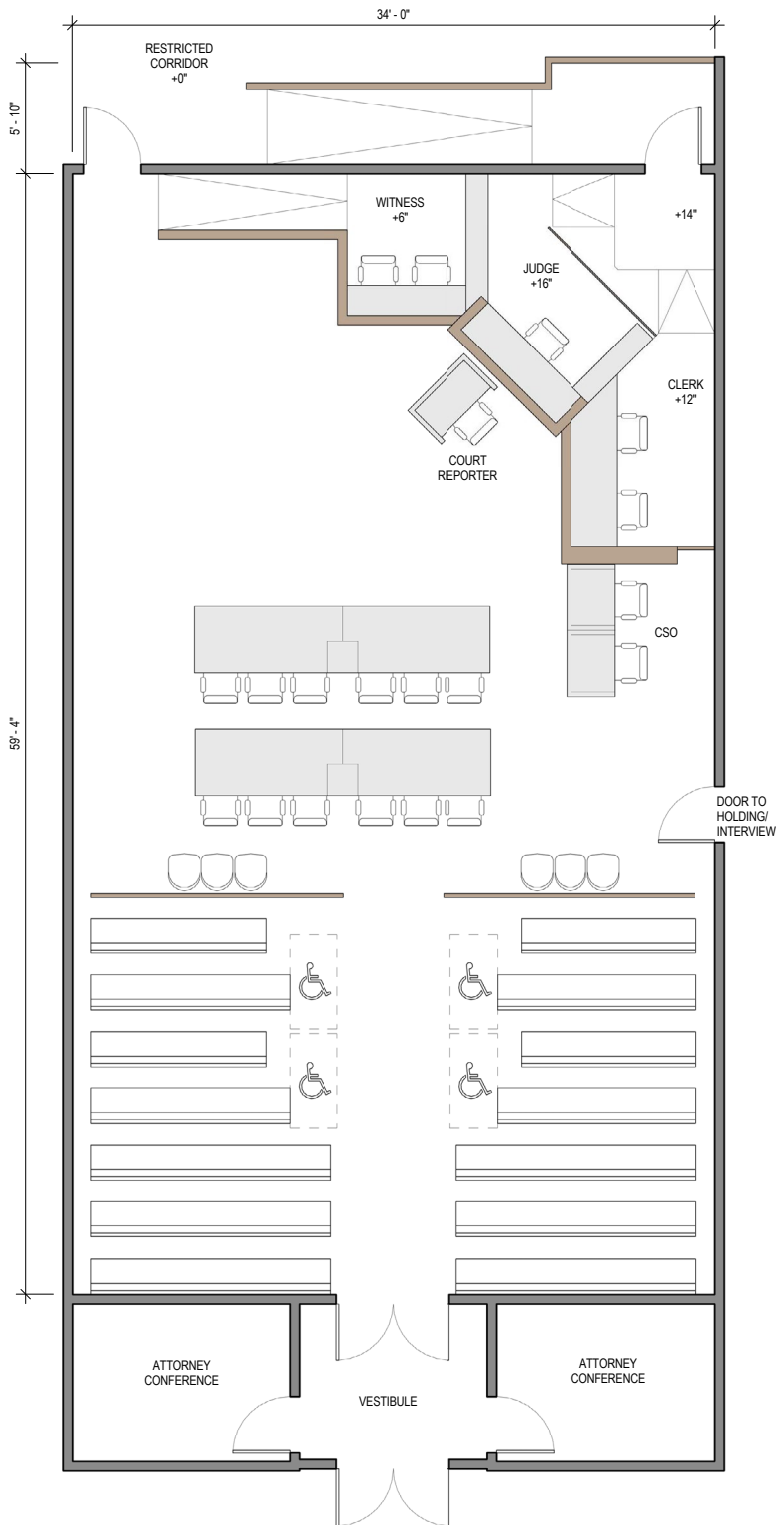 34' - 0"
RESTRICTED
CORRIDOR
+0"
5' - 10"
WITNESS
+6"
+14"
JUDGE
+16"
CLERK
+12"
COURT
REPORTER
CSO
59' - 4"
DOOR TO
HOLDING/
INTERVIEW
ATTORNEY
CONFERENCE
VESTIBULE
ATTORNEY
CONFERENCE